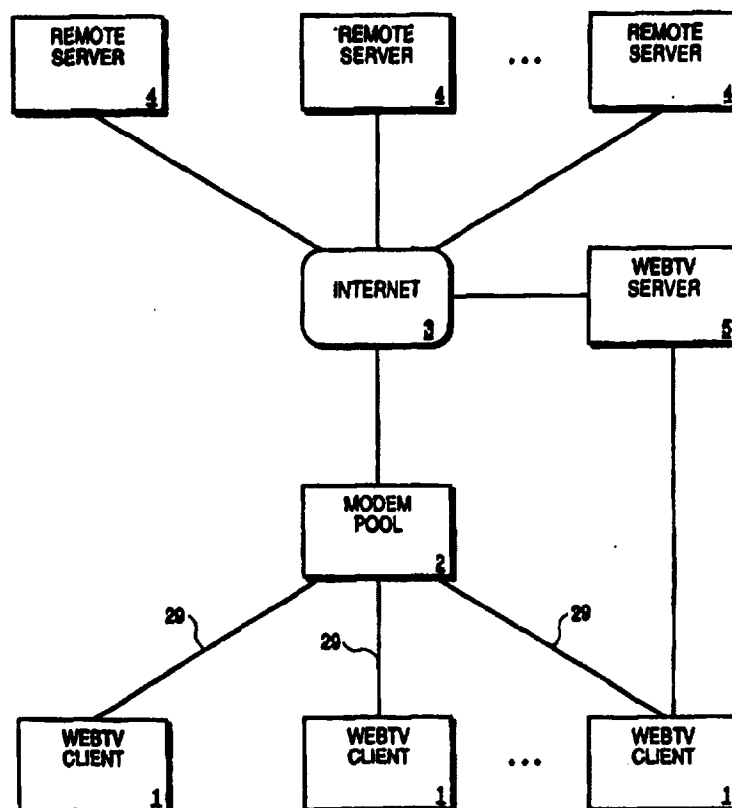 REMOTE
SERVER
4
REMOTE
SERVER
4
...
REMOTE
SERVER
4
INTERNET
3
WEBTV
SERVER
5
MODEM
POOL
2
29
29
29
WEBTV
CLIENT
1
WEBTV
CLIENT
1
...
WEBTV
CLIENT
1